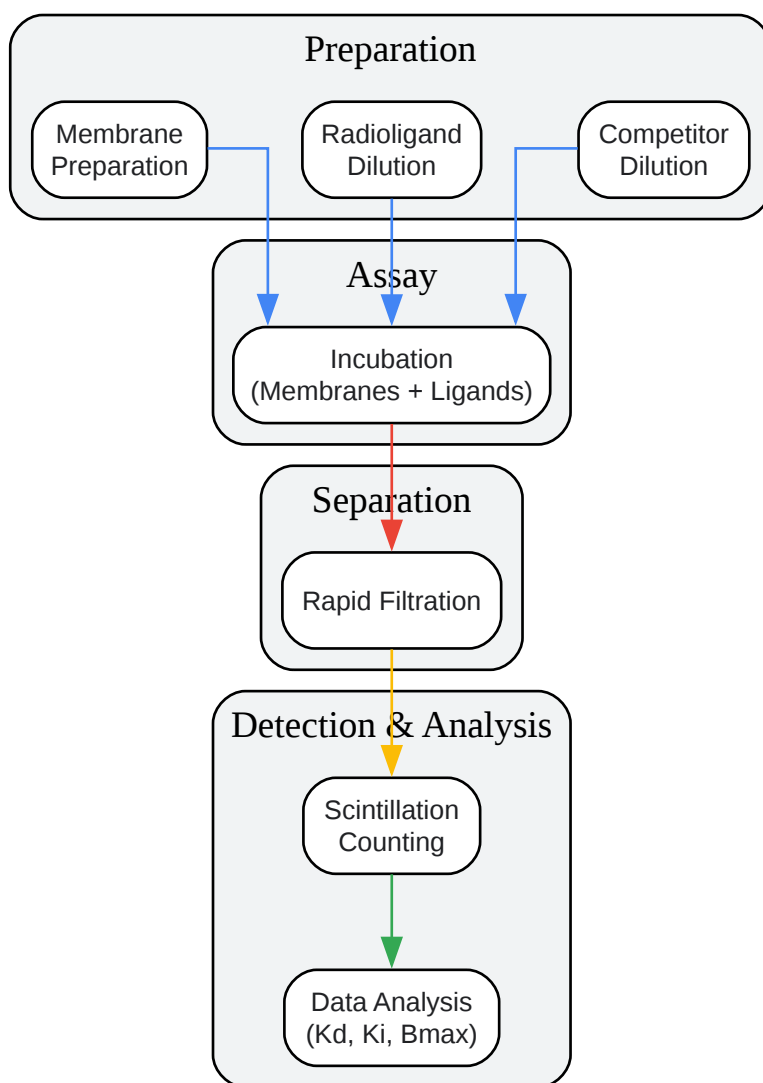 Preparation
Membrane
Preparation
Radioligand
Dilution
Competitor
Dilution
Assay
Incubation
(Membranes + Ligands)
Separation
Rapid Filtration
Detection & Analysis
Scintillation
Counting
Data Analysis
(Kd, Ki, Bmax)